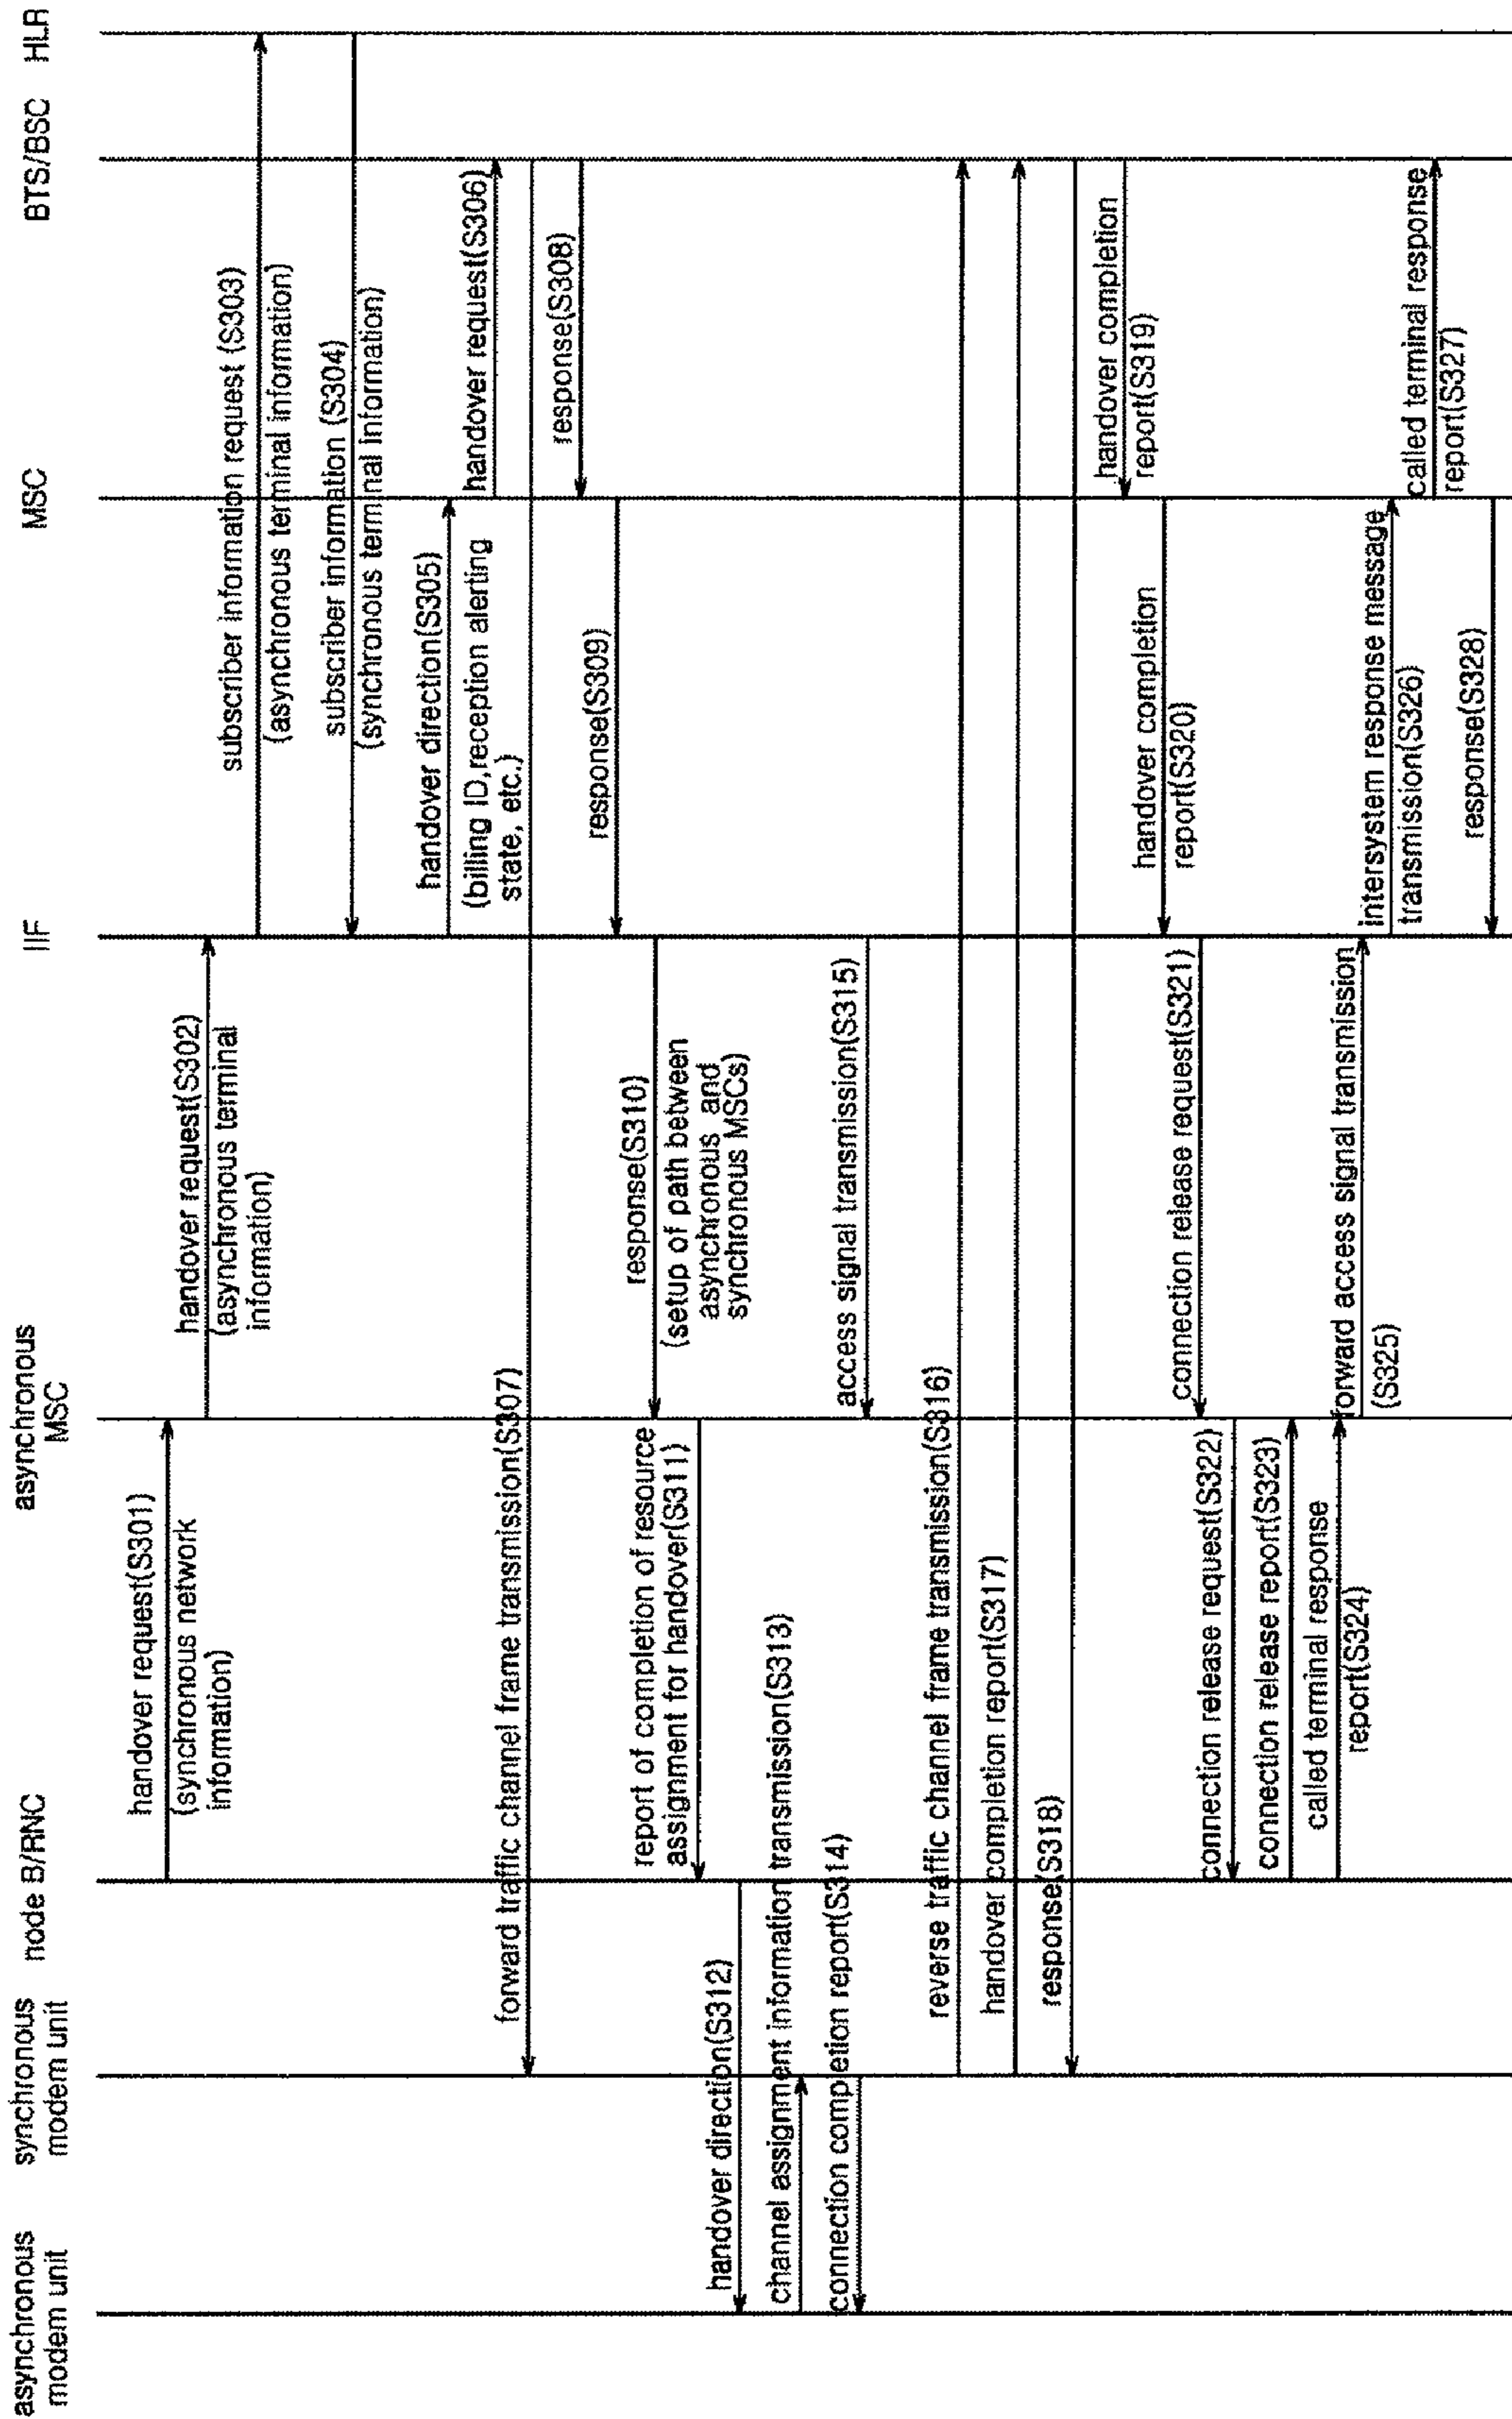 asynchronous
modem unit
synchronous
modem unit
node B/RNC
asynchronous
MSC
IIF
MSC
BTS/BSC
HLR
handover request(S301)
(synchronous network
information)
handover request(S302)
(asynchronous terminal
information)
subscriber information request (S303)
(asynchronous terminal information)
subscriber information (S304)
(synchronous terminal information)
handover direction(S305)
(billing ID,reception alerting
state, etc.)
handover request(S306)
forward traffic channel frame transmission(S307)
response(S308)
response(S309)
response(S310)
(setup of path between
asynchronous and
synchronous MSCs)
report of completion of resource
assignment for handover(S311)
handover direction(S312)
channel assignment information transmission(S313)
connection completion report(S314)
access signal transmission(S315)
reverse traffic channel frame transmission(S316)
handover completion report(S317)
response(S318)
handover completion
report(S319)
handover completion
report(S320)
connection release request(S321)
connection release request(S322)
connection release report(S323)
called terminal response
report(S324)
forward access signal transmission
(S325)
intersystem response message
transmission(S326)
called terminal response
report(S327)
response(S328)